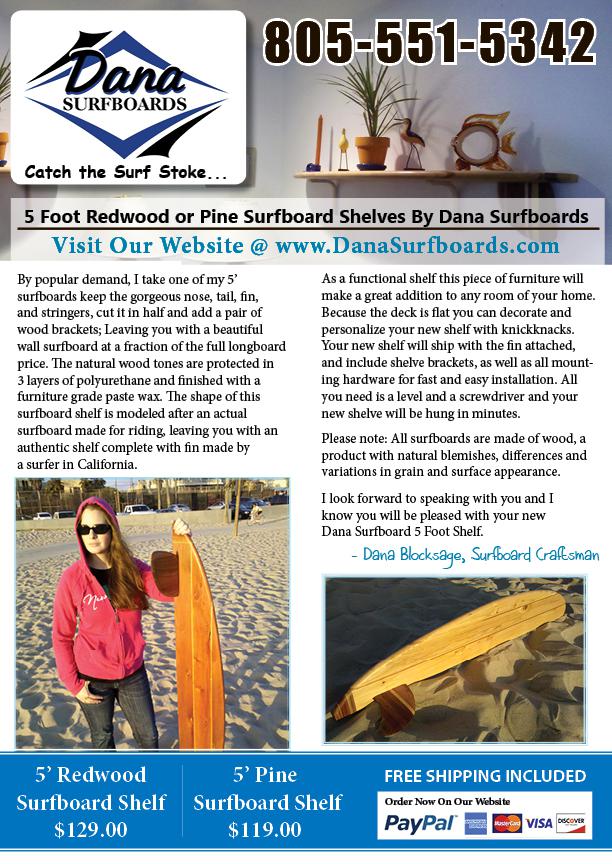 Dana
SURFBOARDS
Catch the Surf Stoke...
805-551-5342
5 Foot Redwood or Pine Surfboard Shelves By Dana Surfboards
Visit Our Website @ www.DanaSurfboards.com
By popular demand, I take one of my 5'
surfboards keep the gorgeous nose, tail, fin,
and stringers, cut it in half and add a pair of
wood brackets; Leaving you with a beautiful
wall surfboard at a fraction of the full longboard
price. The natural wood tones are protected in
3 layers of polyurethane and finished with a
furniture grade paste wax. The shape of this
surfboard shelf is modeled after an actual
surfboard made for riding, leaving you with an
authentic shelf complete with fin made by
a surfer in California.
As a functional shelf this piece of furniture will
make a great addition to any room of your home.
Because the deck is flat you can decorate and
personalize your new shelf with knickknacks.
Your new shelf will ship with the fin attached,
and include shelve brackets, as well as all mount-
ing hardware for fast and easy installation. All
you need is a level and a screwdriver and your
new shelve will be hung in minutes.
Please note: All surfboards are made of wood, a
product with natural blemishes, differences and
variations in grain and surface appearance.
I look forward to speaking with you and I
know you will be pleased with your new
Dana Surfboard 5 Foot Shelf.
- Dana Blocksage, Surfboard Craftsman
5' Redwood
Surfboard Shelf
$129.00
5' Pine
Surfboard Shelf
$119.00
FREE SHIPPING INCLUDED
Order Now On Our Website
PayPal AMERICAN EXPRESS MasterCard VISA DISCOVER